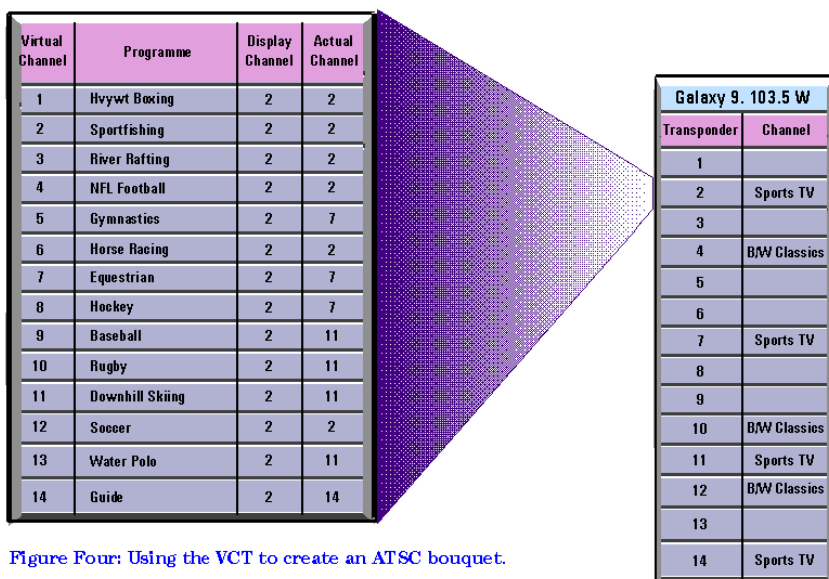 Virtual Channel Programme Display Channel Actual Channel
1 Hvywt Boxing 2 2
2 Sportfishing 2 2
3 River Rafting 2 2
4 NFL Football 2 2
5 Gymnastics 2 7
6 Horse Racing 2 2
7 Equestrian 2 7
8 Hockey 2 7
9 Baseball 2 11
10 Rugby 2 11
11 Downhill Skiing 2 11
12 Soccer 2 2
13 Water Polo 2 11
14 Guide 2 14
Galaxy 9. 103.5 W
Transponder Channel
1
2 Sports TV
3
4 B/W Classics
5
6
7 Sports TV
8
9
10 B/W Classics
11 Sports TV
12 B/W Classics
13
14 Sports TV
Figure Four: Using the VCT to create an ATSC bouquet.